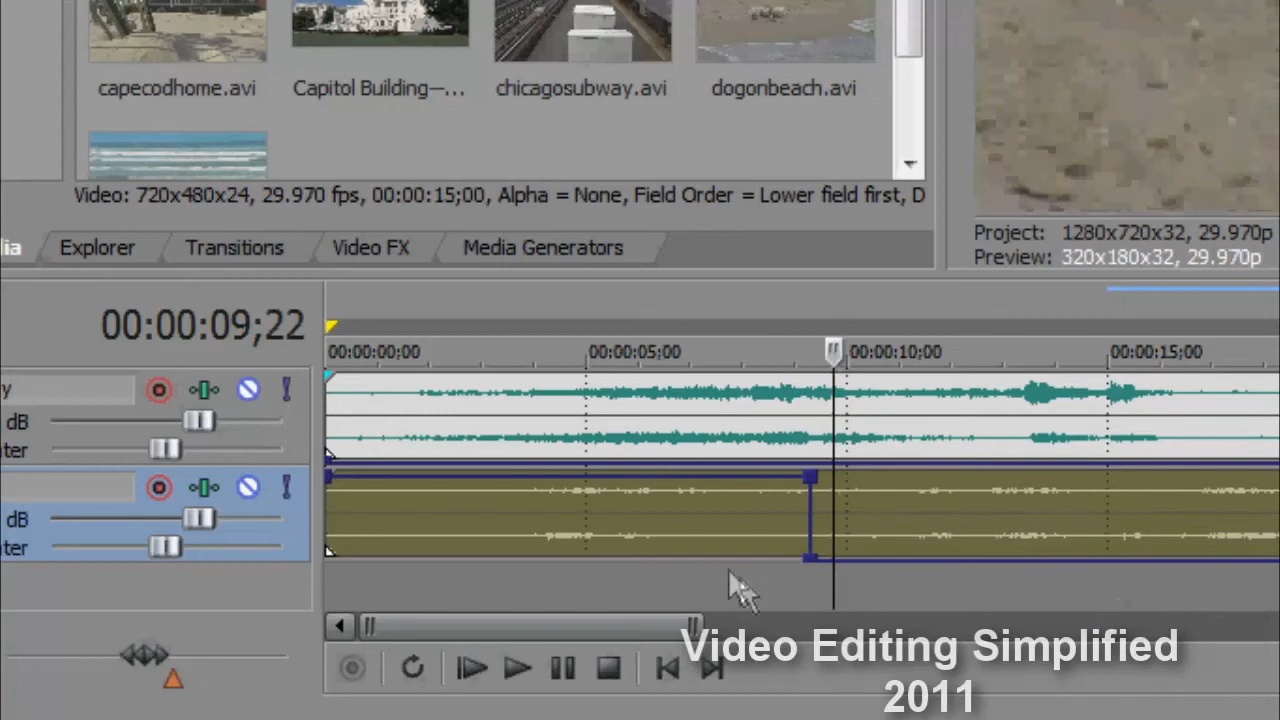 capecodhome.avi Capitol Building—... chicagosubway.avi dogonbeach.avi
Video: 720x480x24, 29.970 fps, 00:00:15;00, Alpha = None, Field Order = Lower field first, D
ia Explorer Transitions Video FX Media Generators
Project: 1280x720x32, 29.970p
Preview: 320x180x32, 29.970p
00:00:09;22
00:00:00;00 00:00:05;00 00:00:10;00 00:00:15;00
y
dB
ter
dB
ter
Video Editing Simplified
2011